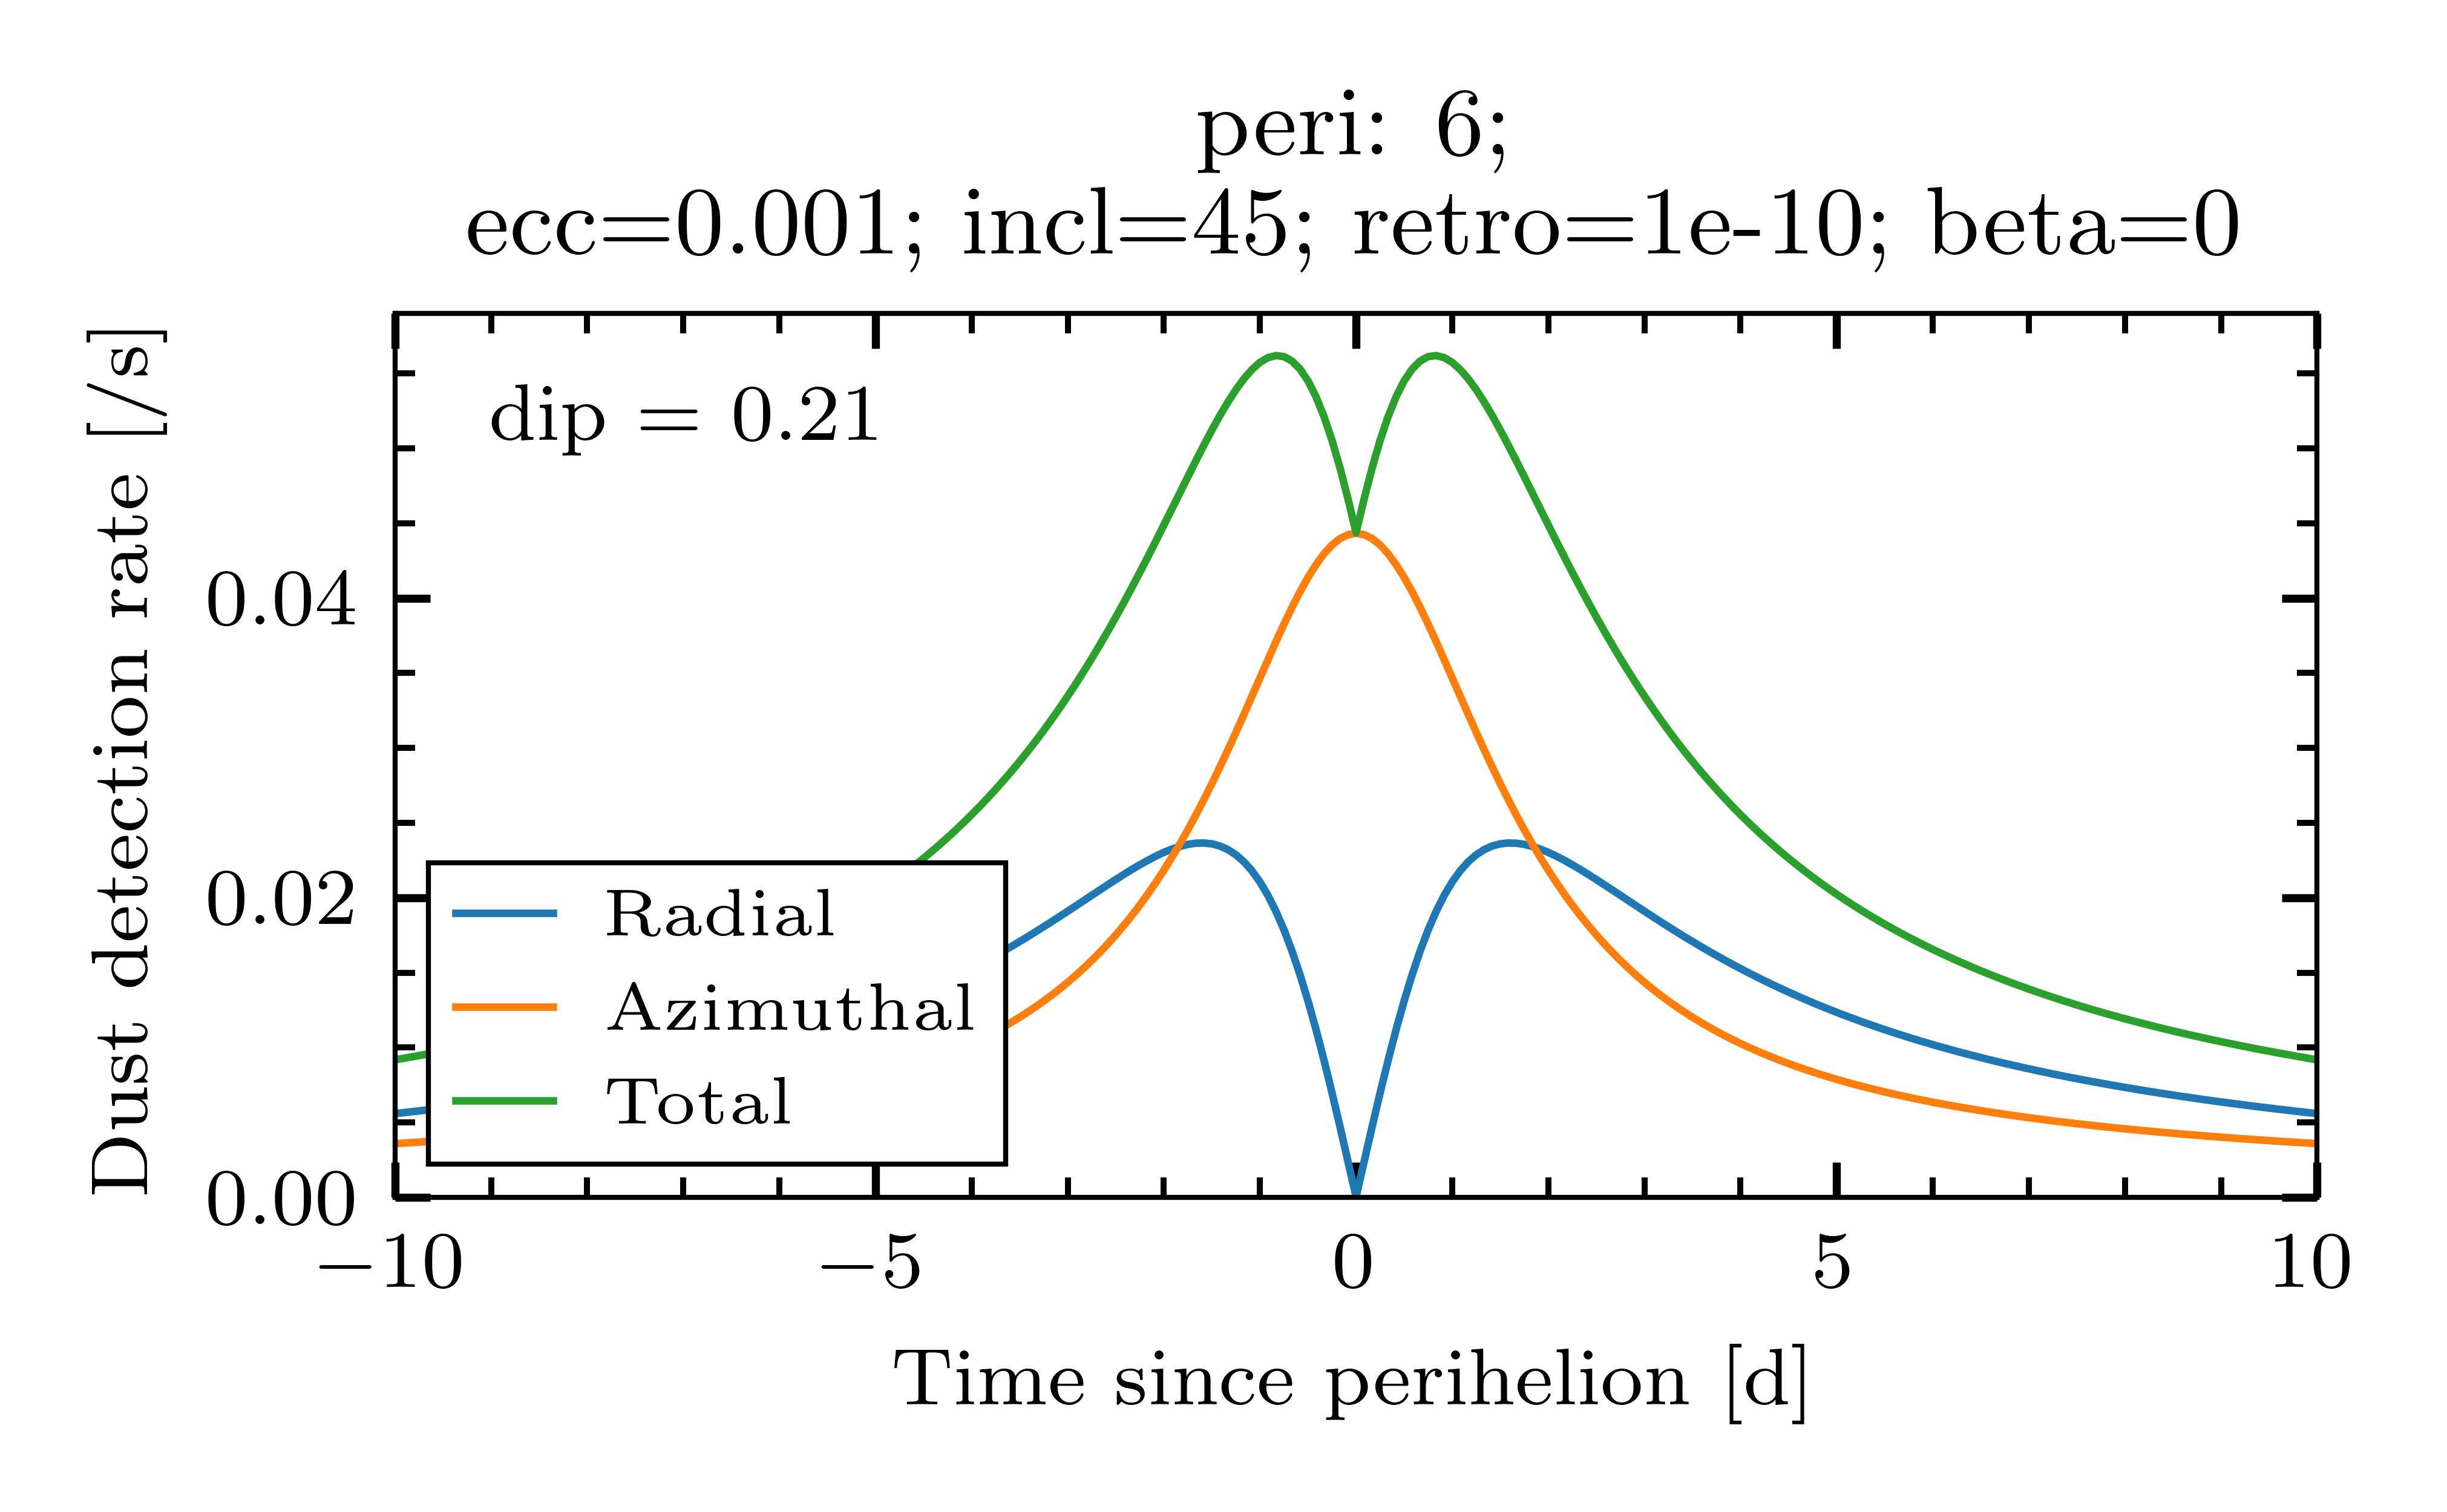 peri: 6;
ecc=0.001; incl=45; retro=1e-10; beta=0
Dust detection rate [/s]
dip = 0.21
0.04
0.02
0.00
Radial
Azimuthal
Total
−10
−5
0
5
10
Time since perihelion [d]